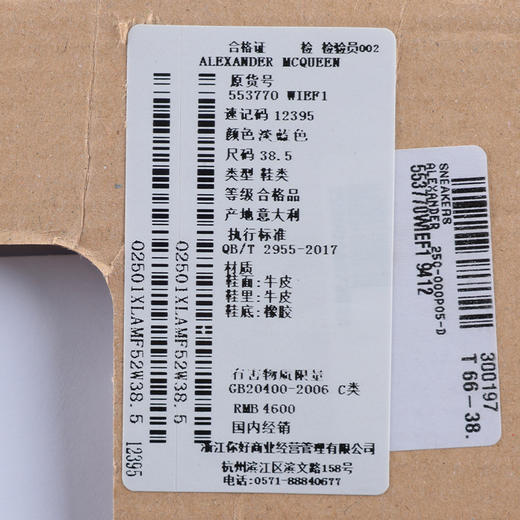 合格证 检 检验员002
ALEXANDER MCQUEEN
原货号
553770 WIEF1
速记码 12395
颜色 淡蓝色
尺码 38.5
类型 鞋类
等级合格品
产地意大利
执行标准
QB/T 2955-2017
材质
鞋面:牛皮
鞋里:牛皮
鞋底:橡胶
有害物质限量
GB20400-2006 C类
RMB 4600
国内经销
浙江你好商业经营管理有限公司
杭州滨江区滨文路158号
电话:0571-88840677
02501XLAMF52W38.5
02501XLAMF52W38.5
12395
SNEAKERS
ALEXANDER 250-000P05-D
553770WIEF1 9412
300197
T 66-38.